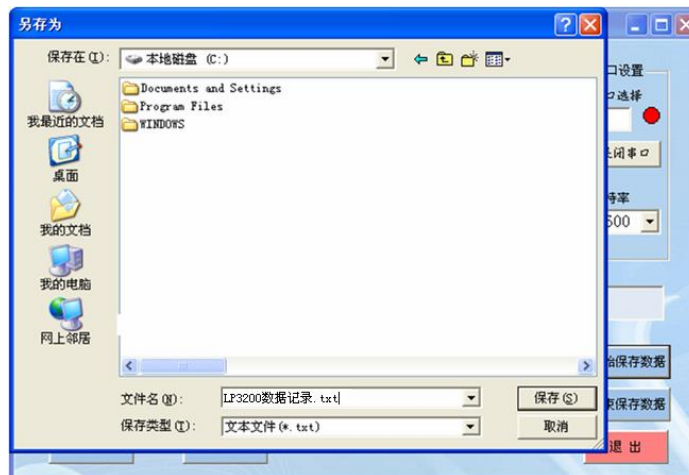 另存为
保存在(I):
本地磁盘 (C:)
Documents and Settings
Program Files
WINDOWS
我最近的文档
桌面
我的文档
我的电脑
网上邻居
文件名(N):
LP3200数据记录.txt
保存(S)
保存类型(T):
文本文件(*.txt)
取消
口设置
口选择
关闭串口
特率
600
始保存数据
束保存数据
退 出